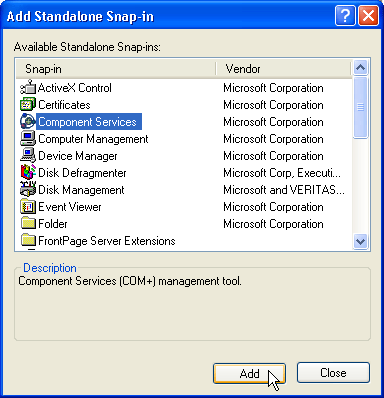 Add Standalone Snap-in
Available Standalone Snap-ins:
Snap-in Vendor
ActiveX Control Microsoft Corporation
Certificates Microsoft Corporation
Component Services Microsoft Corporation
Computer Management Microsoft Corporation
Device Manager Microsoft Corporation
Disk Defragmenter Microsoft Corp, Executi...
Disk Management Microsoft and VERITAS...
Event Viewer Microsoft Corporation
Folder Microsoft Corporation
FrontPage Server Extensions
Description
Component Services (COM+) management tool.
Add Close